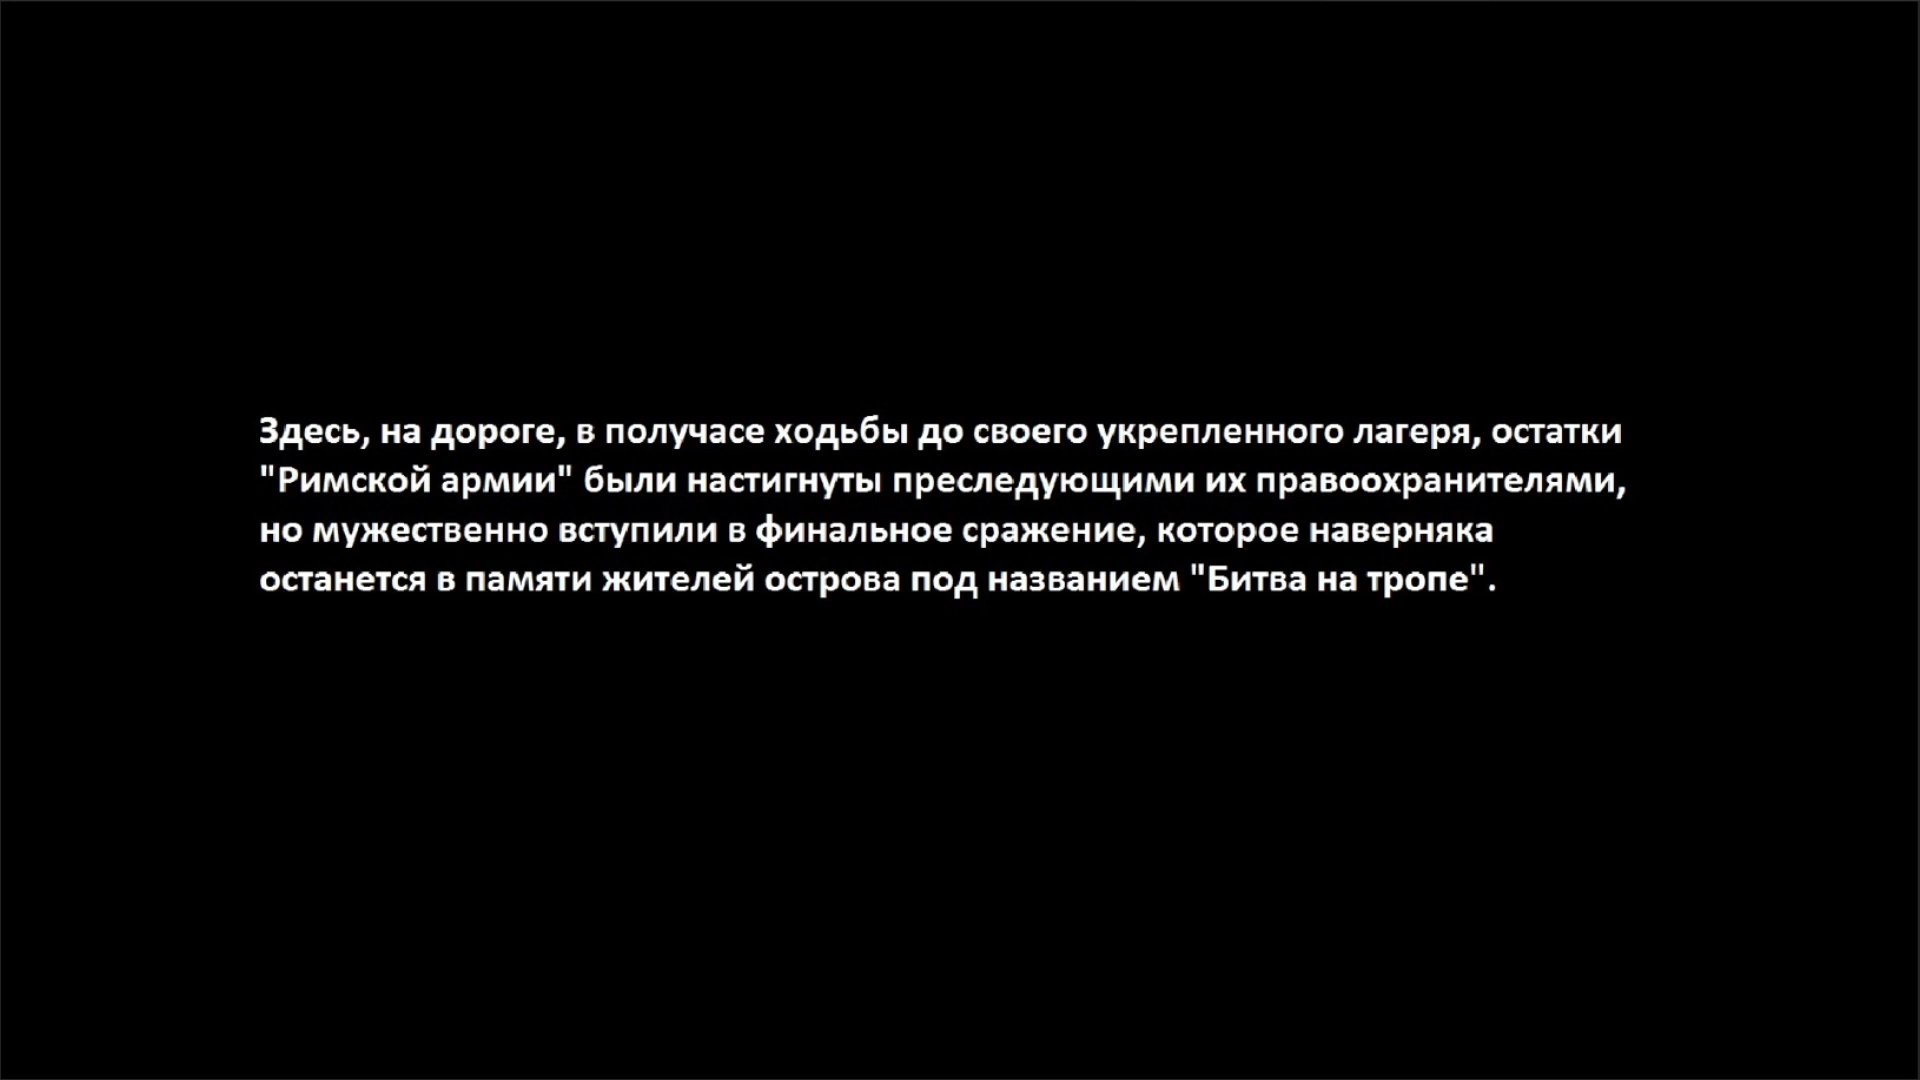 Здесь, на дороге, в получасе ходьбы до своего укрепленного лагеря, остатки
"Римской армии" были настигнуты преследующими их правоохранителями,
но мужественно вступили в финальное сражение, которое наверняка
останется в памяти жителей острова под названием "Битва на тропе".